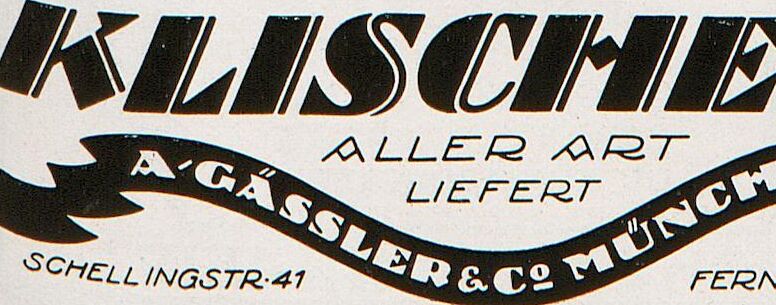 KLISCHE
ALLER ART
LIEFERT
A·GÄSSLER & Co MÜNCH
SCHELLINGSTR·41
FERN